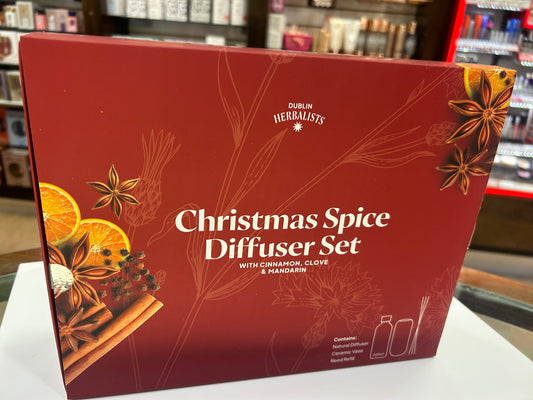 DUBLIN
HERBALISTS
Christmas Spice
Diffuser Set
WITH CINNAMON, CLOVE
& MANDARIN
Contains:
Natural Diffuser
Ceramic Vase
Reed Refill